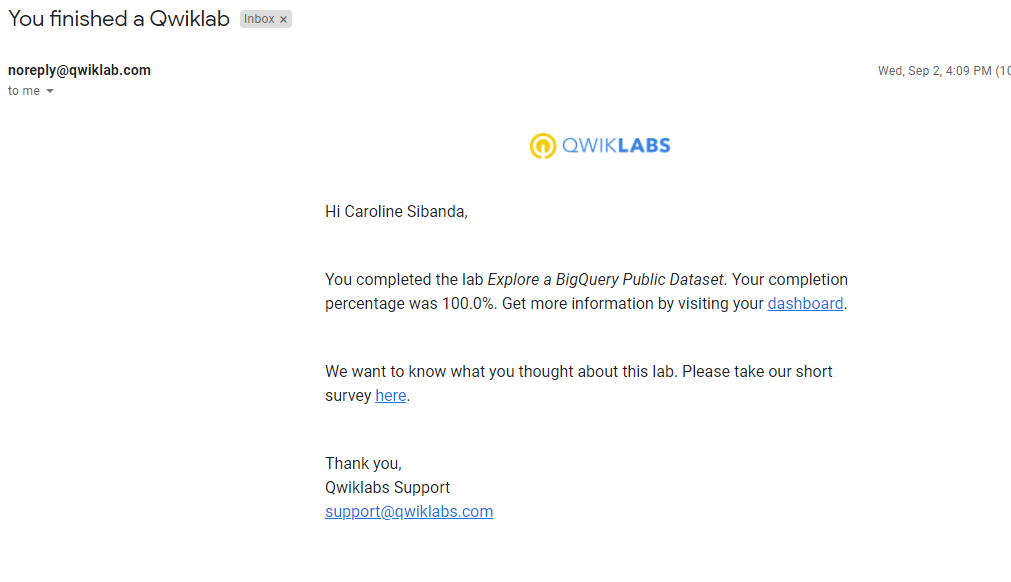 You finished a Qwiklab Inbox ×
noreply@qwiklab.com Wed, Sep 2, 4:09 PM (10
to me
QWIKLABS
Hi Caroline Sibanda,
You completed the lab Explore a BigQuery Public Dataset. Your completion
percentage was 100.0%. Get more information by visiting your dashboard.
We want to know what you thought about this lab. Please take our short
survey here.
Thank you,
Qwiklabs Support
support@qwiklabs.com